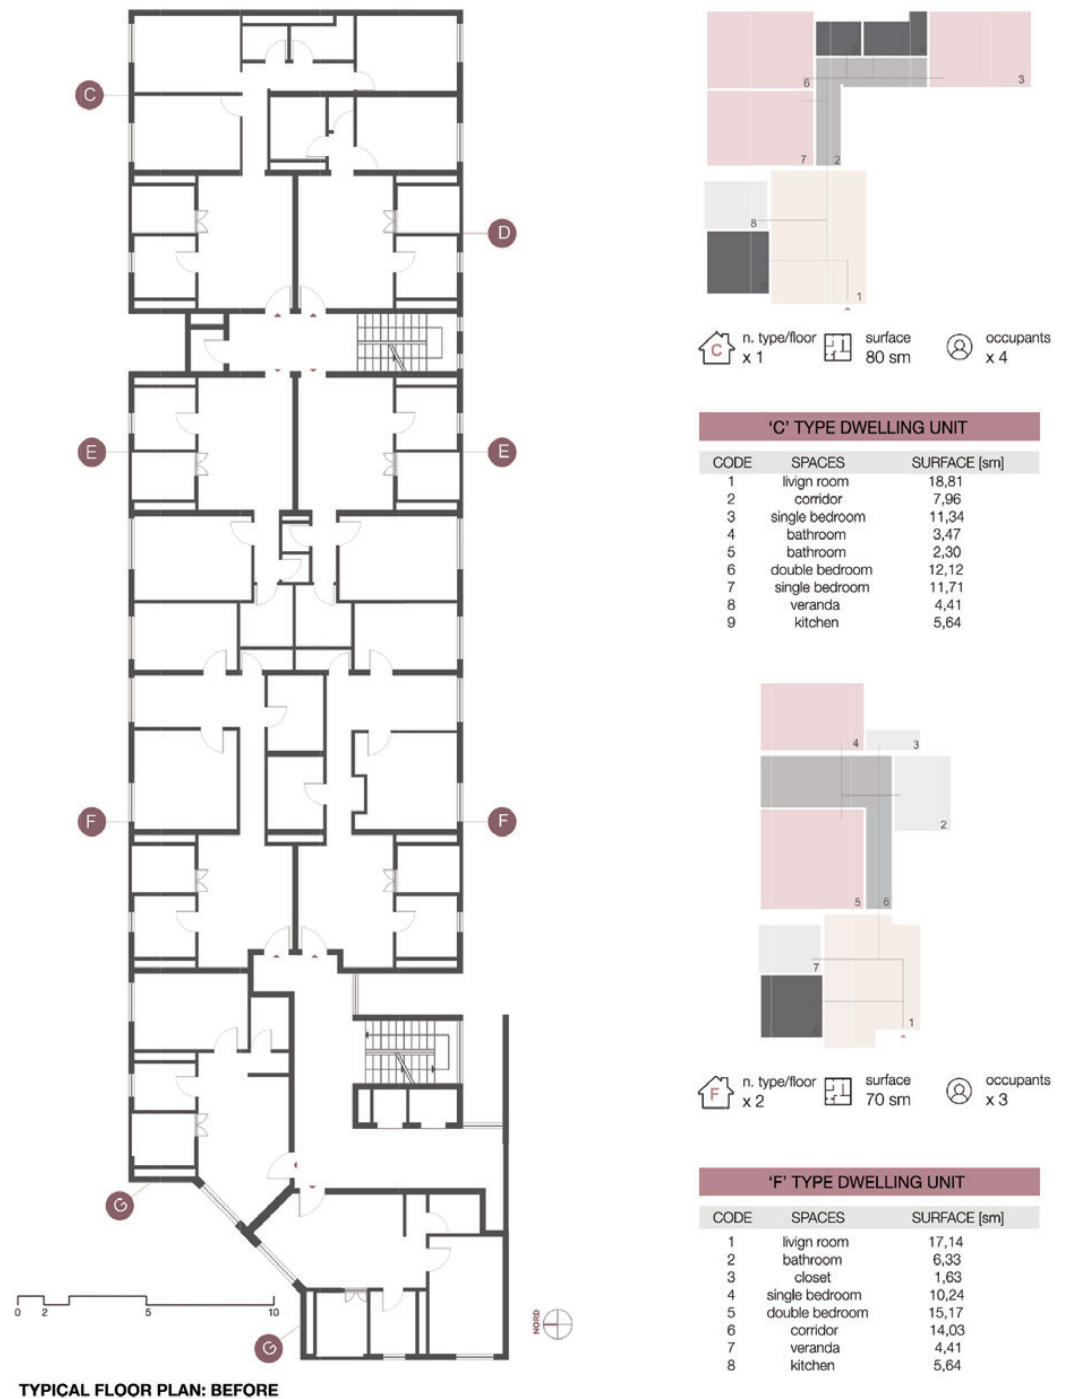 C
D
E
E
F
F
G
G
0 2 5 10
NORD
TYPICAL FLOOR PLAN: BEFORE
6
3
7
2
8
1
C
n. type/floor
x 1
surface
80 sm
occupants
x 4
‘C’ TYPE DWELLING UNIT
CODE SPACES SURFACE [sm]
1 livign room 18,81
2 corridor 7,96
3 single bedroom 11,34
4 bathroom 3,47
5 bathroom 2,30
6 double bedroom 12,12
7 single bedroom 11,71
8 veranda 4,41
9 kitchen 5,64
4
3
2
5
6
7
1
F
n. type/floor
x 2
surface
70 sm
occupants
x 3
‘F’ TYPE DWELLING UNIT
CODE SPACES SURFACE [sm]
1 livign room 17,14
2 bathroom 6,33
3 closet 1,63
4 single bedroom 10,24
5 double bedroom 15,17
6 corridor 14,03
7 veranda 4,41
8 kitchen 5,64